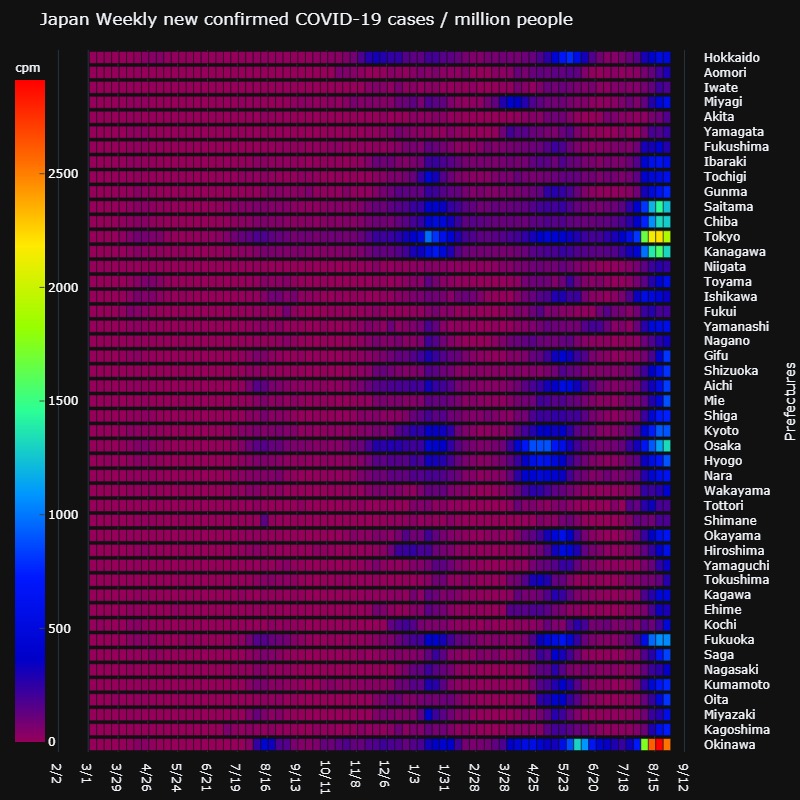 Japan Weekly new confirmed COVID-19 cases / million people
cpm
2500
2000
1500
1000
500
0
Hokkaido
Aomori
Iwate
Miyagi
Akita
Yamagata
Fukushima
Ibaraki
Tochigi
Gunma
Saitama
Chiba
Tokyo
Kanagawa
Niigata
Toyama
Ishikawa
Fukui
Yamanashi
Nagano
Gifu
Shizuoka
Aichi
Mie
Shiga
Kyoto
Osaka
Hyogo
Nara
Wakayama
Tottori
Shimane
Okayama
Hiroshima
Yamaguchi
Tokushima
Kagawa
Ehime
Kochi
Fukuoka
Saga
Nagasaki
Kumamoto
Oita
Miyazaki
Kagoshima
Okinawa
Prefectures
2/2
3/1
3/29
4/26
5/24
6/21
7/19
8/16
9/13
10/11
11/8
12/6
1/3
1/31
2/28
3/28
4/25
5/23
6/20
7/18
8/15
9/12